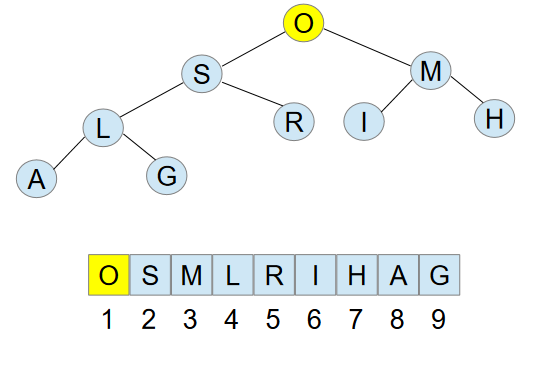 O
S M
L R I H
A G
O S M L R I H A G
1 2 3 4 5 6 7 8 9